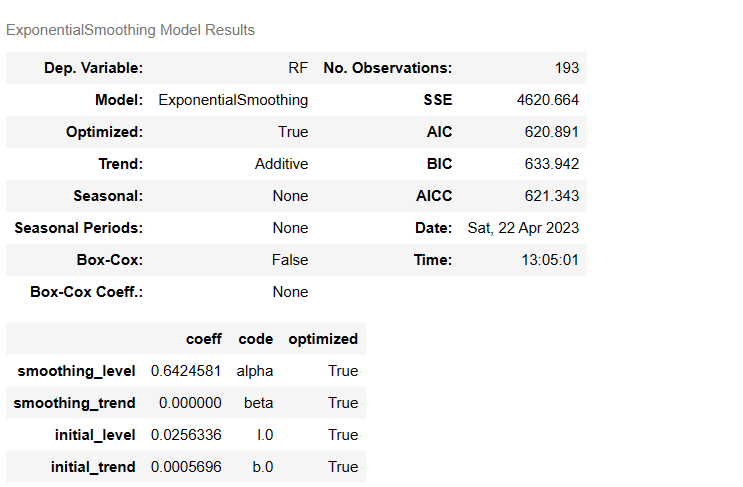 ExponentialSmoothing Model Results
Dep. Variable: RF No. Observations: 193
Model: ExponentialSmoothing SSE 4620.664
Optimized: True AIC 620.891
Trend: Additive BIC 633.942
Seasonal: None AICC 621.343
Seasonal Periods: None Date: Sat, 22 Apr 2023
Box-Cox: False Time: 13:05:01
Box-Cox Coeff.: None
coeff code optimized
smoothing_level 0.6424581 alpha True
smoothing_trend 0.000000 beta True
initial_level 0.0256336 l.0 True
initial_trend 0.0005696 b.0 True